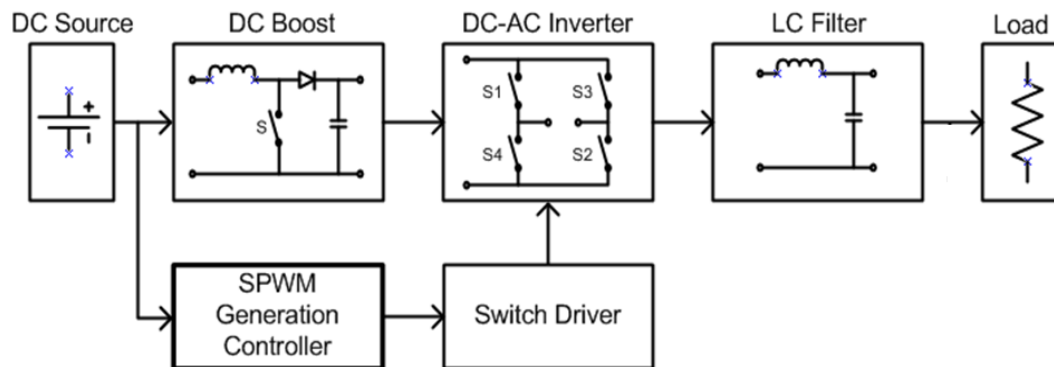 DC Source
DC Boost
DC-AC Inverter
LC Filter
Load
+
-
S
S1
S3
S4
S2
SPWM
Generation
Controller
Switch Driver